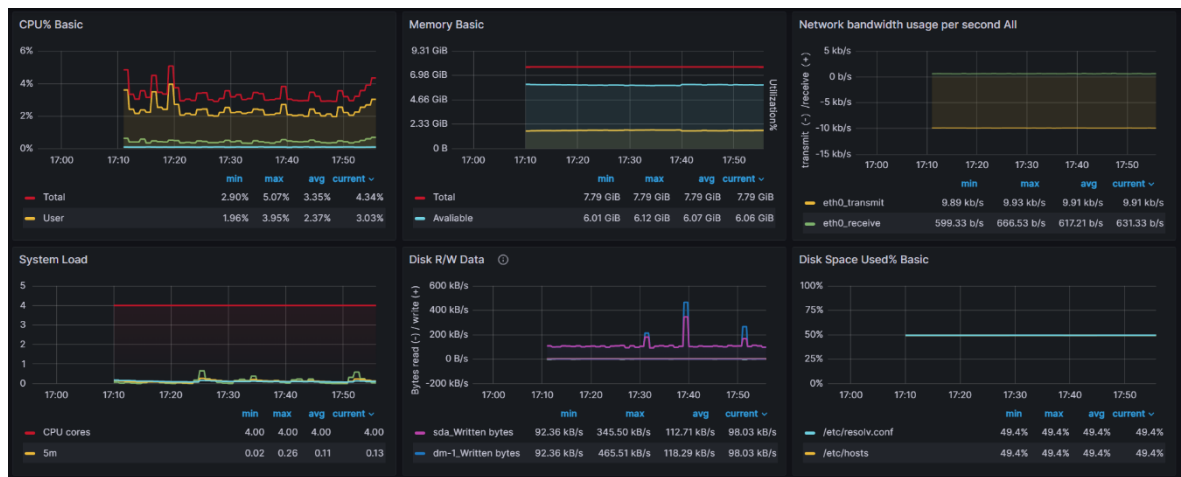 CPU% Basic
6%
4%
2%
0%
17:00 17:10 17:20 17:30 17:40 17:50
min max avg current
Total 2.90% 5.07% 3.35% 4.34%
User 1.96% 3.95% 2.37% 3.03%
Memory Basic
9.31 GiB
6.98 GiB
4.66 GiB
2.33 GiB
0 B
Utilization%
17:00 17:10 17:20 17:30 17:40 17:50
min max avg current
Total 7.79 GiB 7.79 GiB 7.79 GiB 7.79 GiB
Avaliable 6.01 GiB 6.12 GiB 6.07 GiB 6.06 GiB
Network bandwidth usage per second All
transmit (-) /receive (+)
5 kb/s
0 b/s
-5 kb/s
-10 kb/s
-15 kb/s
17:00 17:10 17:20 17:30 17:40 17:50
min max avg current
eth0_transmit 9.89 kb/s 9.93 kb/s 9.91 kb/s 9.91 kb/s
eth0_receive 599.33 b/s 666.53 b/s 617.21 b/s 631.33 b/s
System Load
5
4
3
2
1
0
17:00 17:10 17:20 17:30 17:40 17:50
min max avg current
CPU cores 4.00 4.00 4.00 4.00
5m 0.02 0.26 0.11 0.13
Disk R/W Data
Bytes read (-) / write (+)
600 kB/s
400 kB/s
200 kB/s
0 B/s
-200 kB/s
17:00 17:10 17:20 17:30 17:40 17:50
min max avg current
sda_Written bytes 92.36 kB/s 345.50 kB/s 112.71 kB/s 98.03 kB/s
dm-1_Written bytes 92.36 kB/s 465.51 kB/s 118.29 kB/s 98.03 kB/s
Disk Space Used% Basic
100%
75%
50%
25%
0%
17:00 17:10 17:20 17:30 17:40 17:50
min max avg current
/etc/resolv.conf 49.4% 49.4% 49.4% 49.4%
/etc/hosts 49.4% 49.4% 49.4% 49.4%